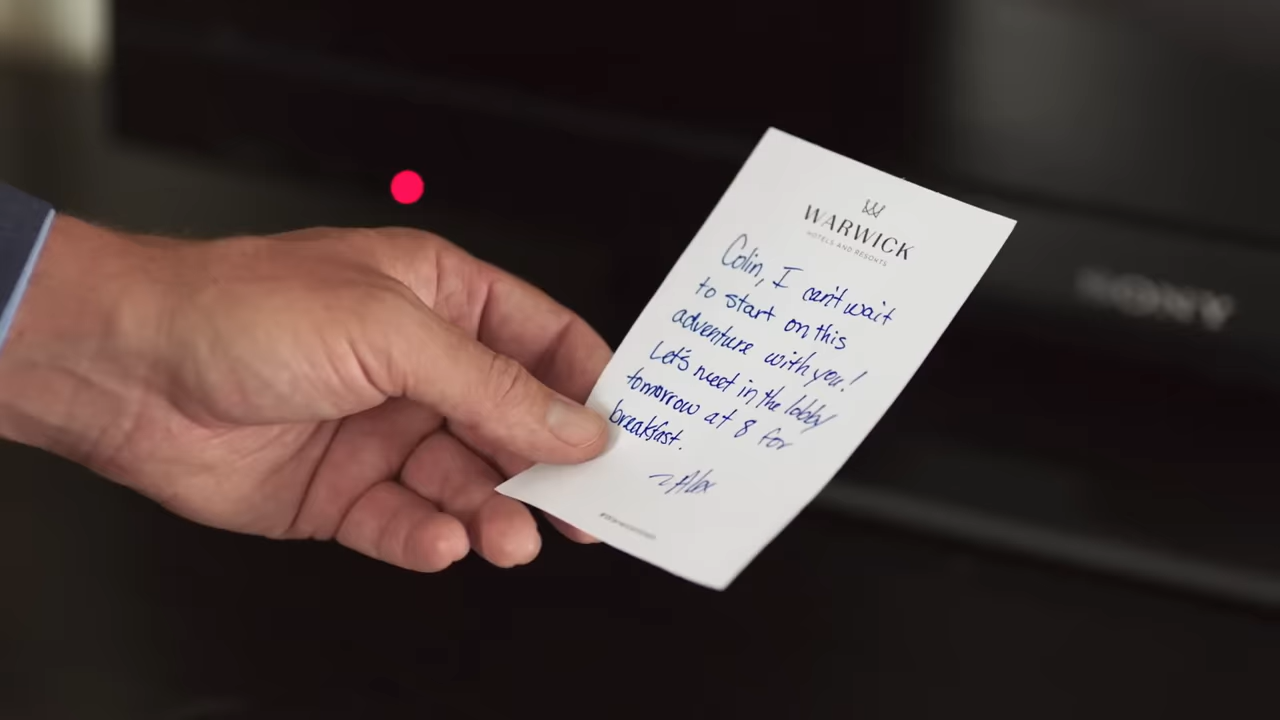 WARWICK
HOTELS AND RESORTS
Colin, I can't wait
to start on this
adventure with you!
Let's meet in the lobby
tomorrow at 8 for
breakfast.
~Alex
SONY